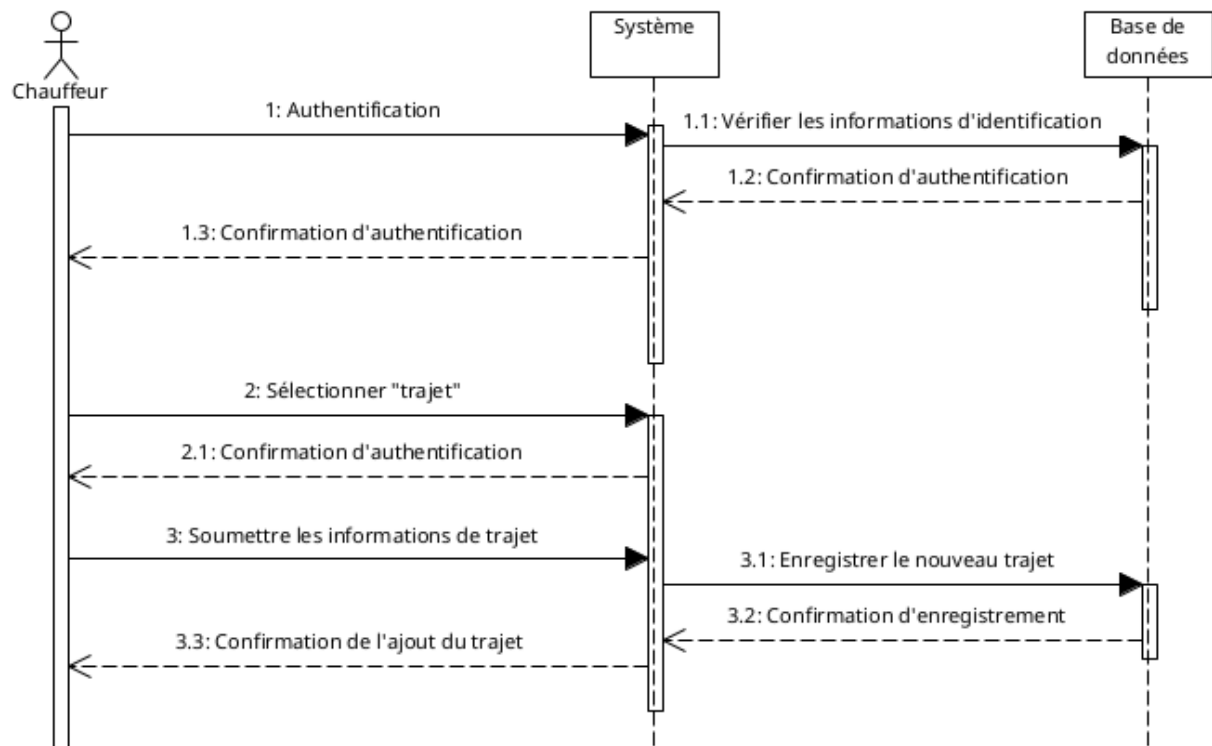 Système
Base de
données
Chauffeur
1: Authentification
1.1: Vérifier les informations d'identification
1.2: Confirmation d'authentification
1.3: Confirmation d'authentification
2: Sélectionner "trajet"
2.1: Confirmation d'authentification
3: Soumettre les informations de trajet
3.1: Enregistrer le nouveau trajet
3.2: Confirmation d'enregistrement
3.3: Confirmation de l'ajout du trajet